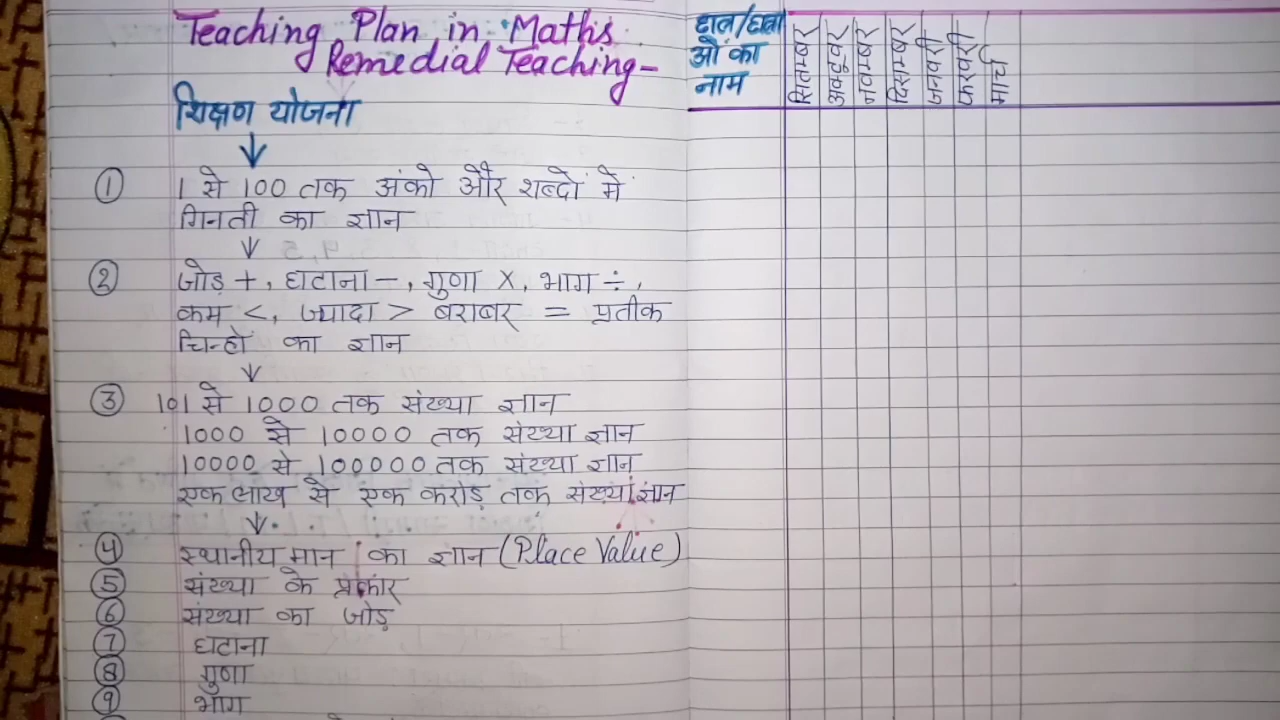 Teaching Plan in Maths
Remedial Teaching-
शिक्षण योजना
↓
① 1 से 100 तक अंको और शब्दों में
गिनती का ज्ञान
↓
② जोड़ +, घटाना -, गुणा ×, भाग ÷,
कम <, ज्यादा > बराबर = प्रतीक
चिन्हों का ज्ञान
↓
③ 101 से 1000 तक संख्या ज्ञान
1000 से 10000 तक संख्या ज्ञान
10000 से 100000 तक संख्या ज्ञान
एक लाख से एक करोड़ तक संख्या ज्ञान
↓
④ स्थानीय मान का ज्ञान (Place Value)
⑤ संख्या के प्रकार
⑥ संख्या का जोड़
⑦ घटाना
⑧ गुणा
⑨ भाग
छात्र/छात्रा
ओं का
नाम
सितम्बर
अक्टूबर
नवम्बर
दिसम्बर
जनवरी
फरवरी
मार्च